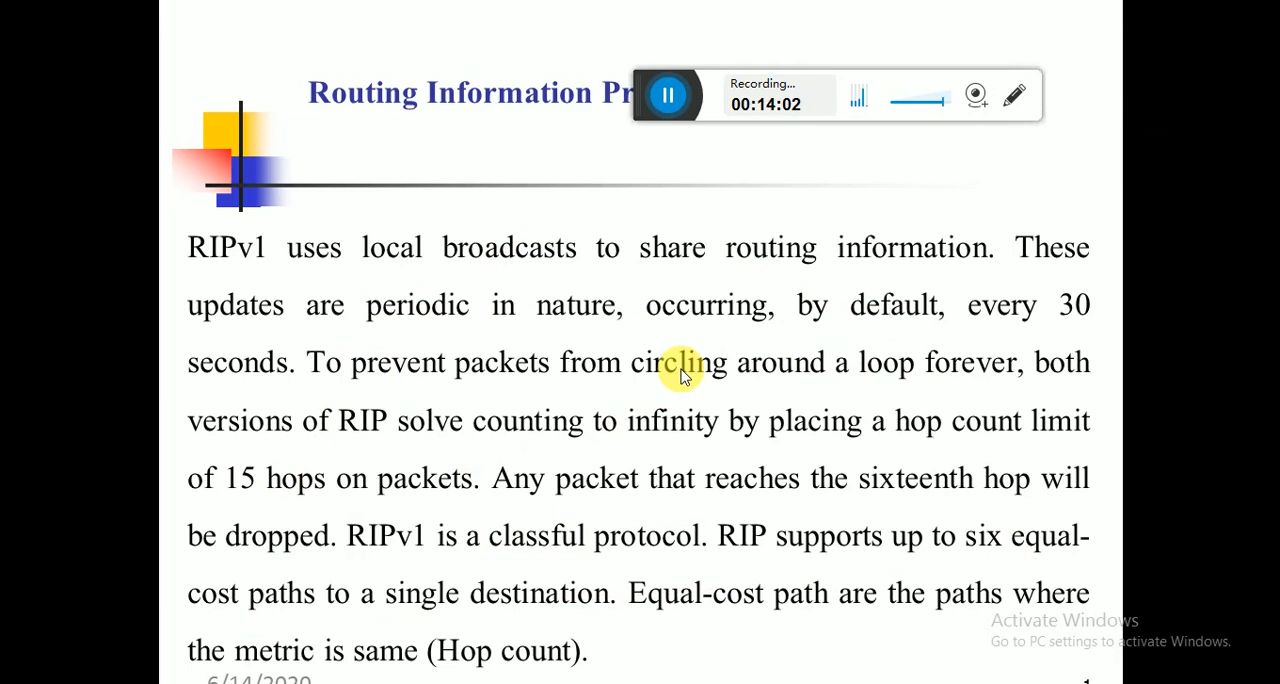 Routing Information Pr
Recording...
00:14:02
RIPv1 uses local broadcasts to share routing information. These
updates are periodic in nature, occurring, by default, every 30
seconds. To prevent packets from circling around a loop forever, both
versions of RIP solve counting to infinity by placing a hop count limit
of 15 hops on packets. Any packet that reaches the sixteenth hop will
be dropped. RIPv1 is a classful protocol. RIP supports up to six equal-
cost paths to a single destination. Equal-cost path are the paths where
the metric is same (Hop count).
Activate Windows
Go to PC settings to activate Windows.
6/14/2020
1